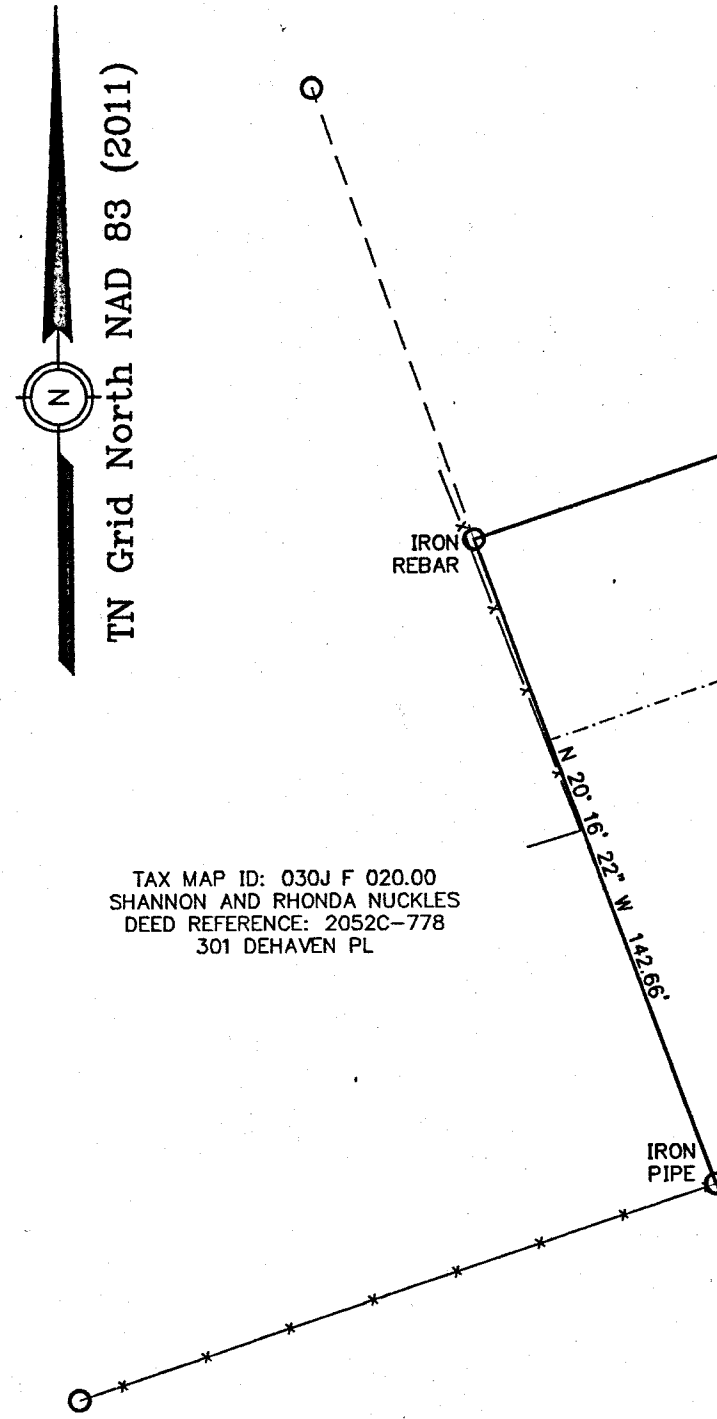 TN Grid North NAD 83 (2011)
N
IRON
REBAR
N 20° 16' 22" W 142.66'
TAX MAP ID: 030J F 020.00
SHANNON AND RHONDA NUCKLES
DEED REFERENCE: 2052C-778
301 DEHAVEN PL
IRON
PIPE